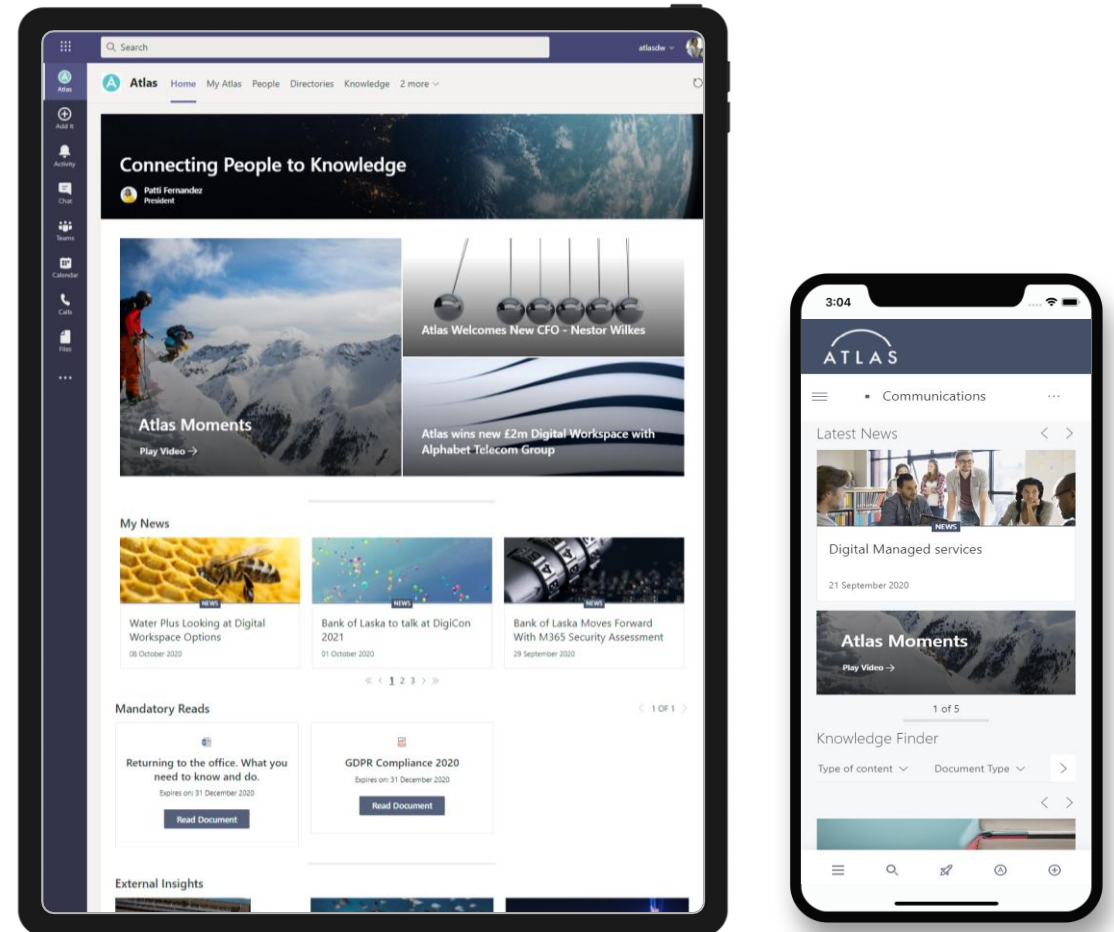 Search
atlasdw
Atlas
Atlas Home My Atlas People Directories Knowledge 2 more
Add It
Activity
Chat
Teams
Calendar
Calls
Files
Connecting People to Knowledge
Patti Fernandez
President
Atlas Moments
Play Video →
Atlas Welcomes New CFO - Nestor Wilkes
Atlas wins new £2m Digital Workspace with
Alphabet Telecom Group
My News
NEWS
Water Plus Looking at Digital
Workspace Options
08 October 2020
NEWS
Bank of Laska to talk at DigiCon
2021
01 October 2020
NEWS
Bank of Laska Moves Forward
With M365 Security Assessment
29 September 2020
≪ < 1 2 3 > ≫
Mandatory Reads
< 1 OF 1 >
Returning to the office. What you
need to know and do.
Expires on: 31 December 2020
Read Document
GDPR Compliance 2020
Expires on: 31 December 2020
Read Document
External Insights
3:04
ATLAS
Communications
Latest News
NEWS
Digital Managed services
21 September 2020
Atlas Moments
Play Video →
1 of 5
Knowledge Finder
Type of content
Document Type